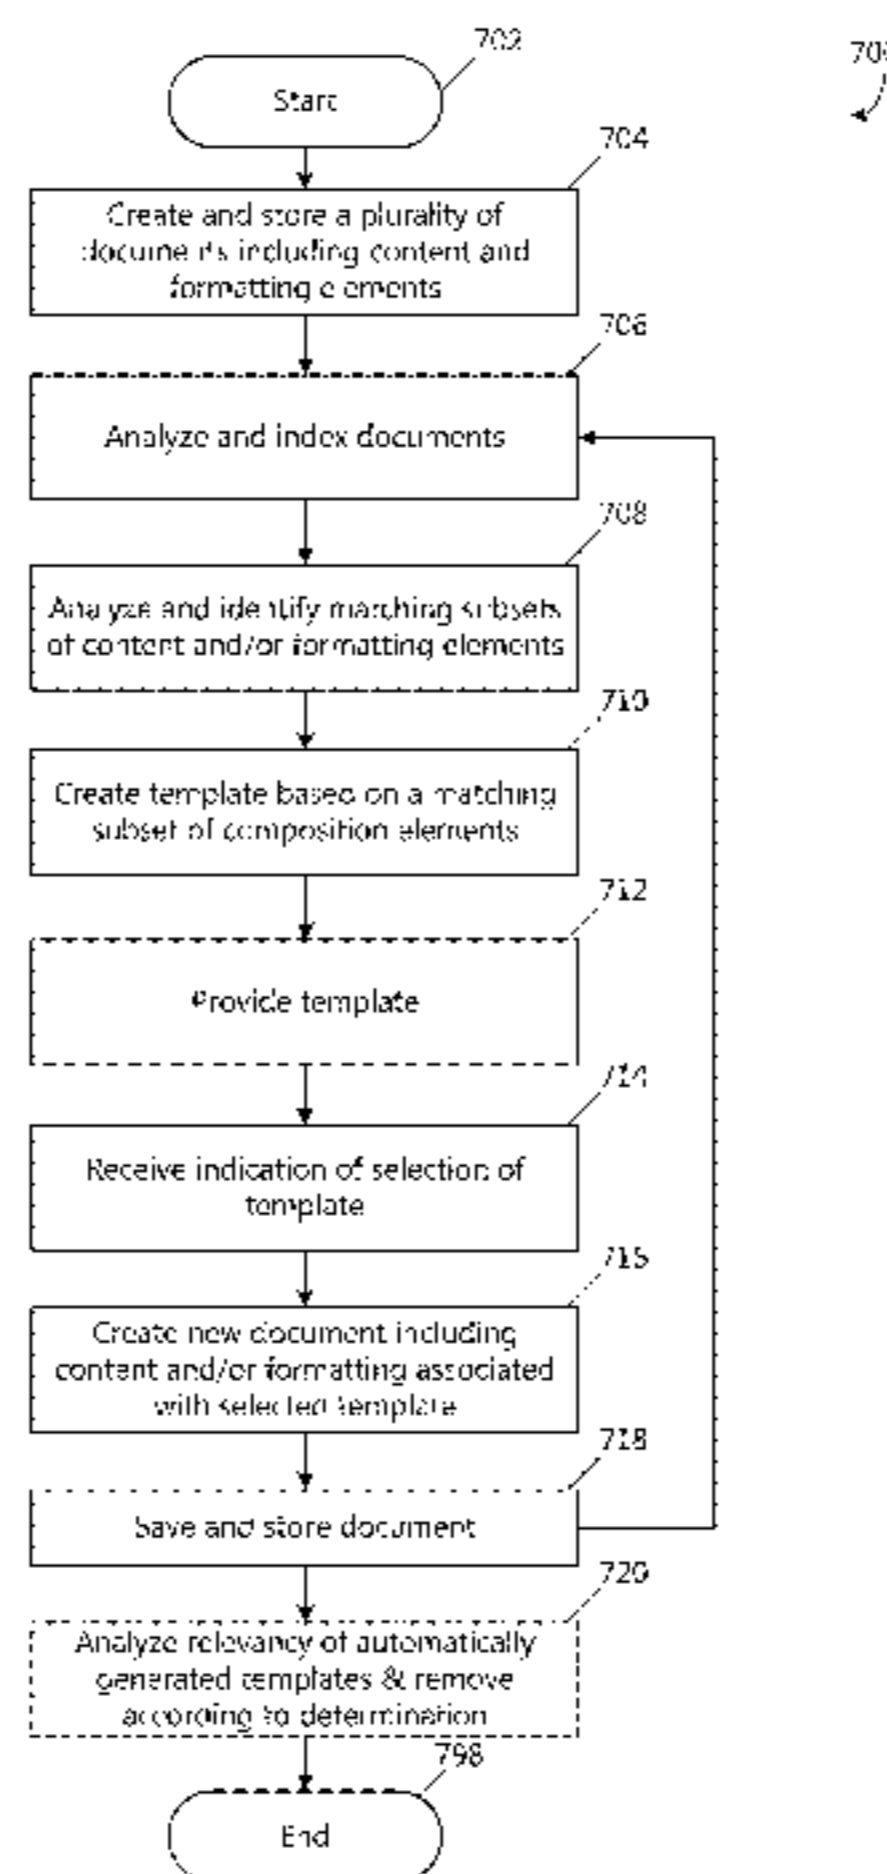 702
Start
704
Create and store a plurality of
documents including content and
formatting elements
706
Analyze and index documents
708
Analyze and identify matching subsets
of content and/or formatting elements
710
Create template based on a matching
subset of composition elements
712
Provide template
714
Receive indication of selection of
template
716
Create new document including
content and/or formatting associated
with selected template
718
Save and store document
720
Analyze relevancy of automatically
generated templates & remove
according to determination
798
End